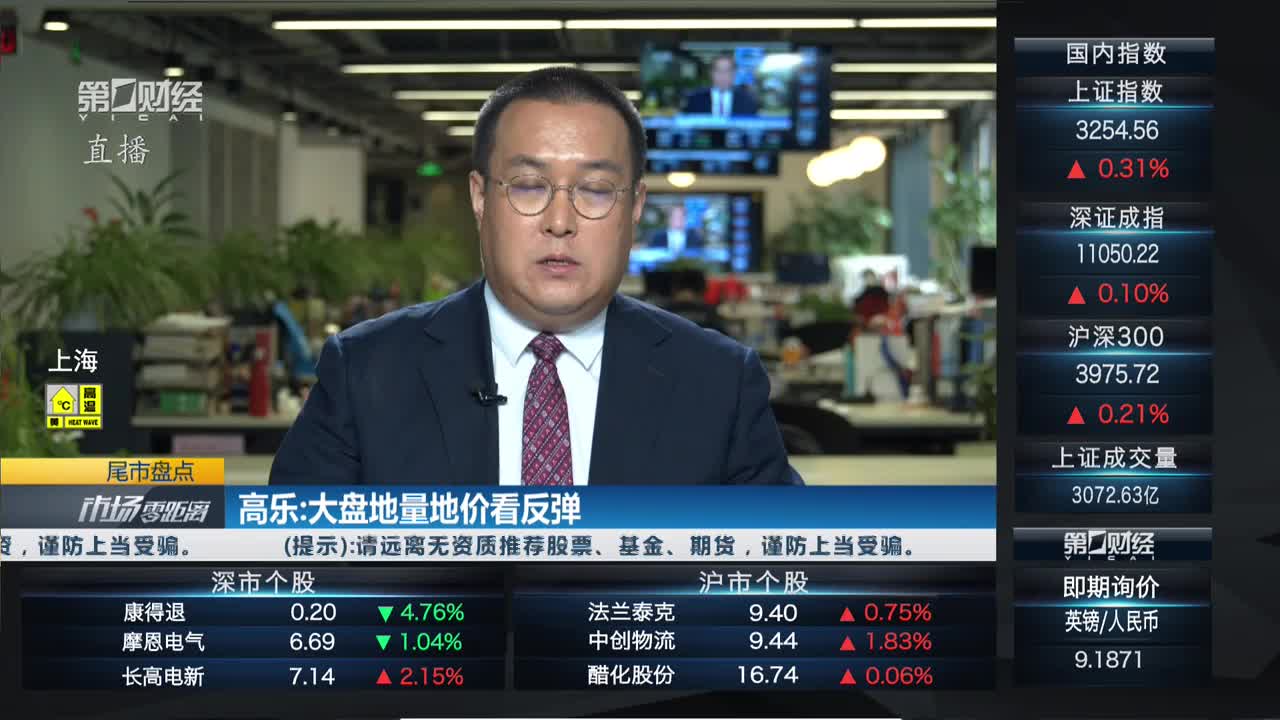 第一财经
YICAI
直播
上海
℃
高温
黄 HEAT WAVE
尾市盘点
市场零距离
高乐:大盘地量地价看反弹
资，谨防上当受骗。 (提示):请远离无资质推荐股票、基金、期货，谨防上当受骗。
深市个股
康得退 0.20 ▼4.76%
摩恩电气 6.69 ▼1.04%
长高电新 7.14 ▲2.15%
沪市个股
法兰泰克 9.40 ▲0.75%
中创物流 9.44 ▲1.83%
醋化股份 16.74 ▲0.06%
国内指数
上证指数
3254.56
▲ 0.31%
深证成指
11050.22
▲ 0.10%
沪深300
3975.72
▲ 0.21%
上证成交量
3072.63亿
第一财经
YICAI
即期询价
英镑/人民币
9.1871